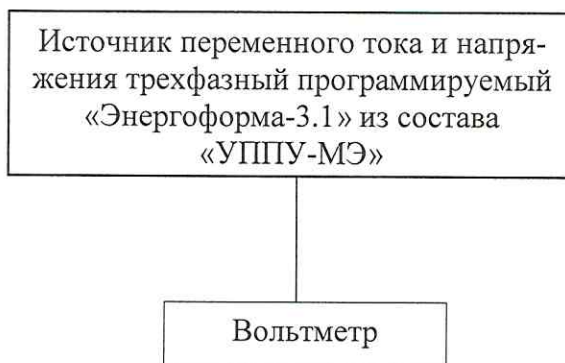 Источник переменного тока и напря-
жения трехфазный программируемый
«Энергоформа-3.1» из состава
«УППУ-МЭ»
Вольтметр